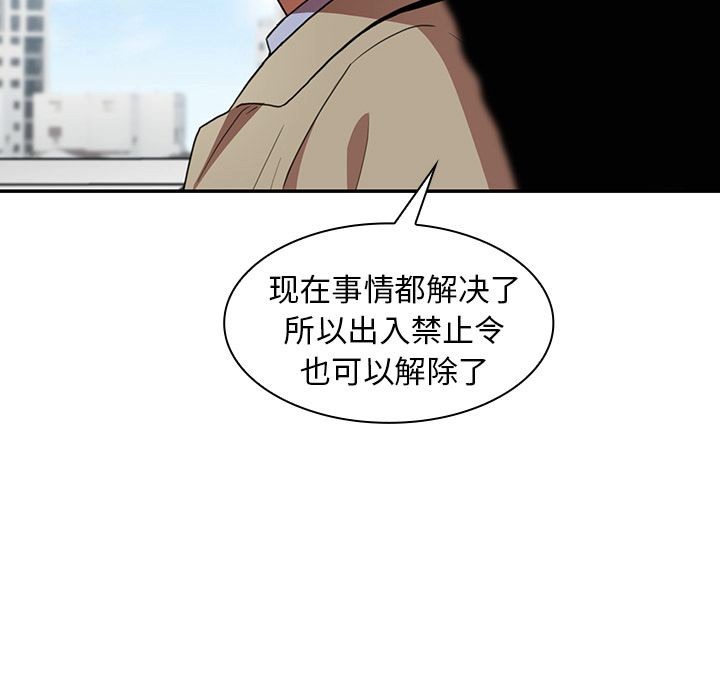 现在事情都解决了
所以出入禁止令
也可以解除了